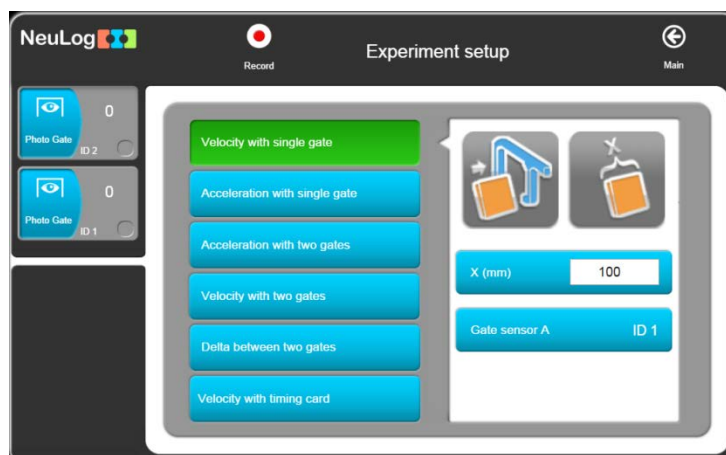 NeuLog
Record
Experiment setup
Main
0
Photo Gate
ID 2
0
Photo Gate
ID 1
Velocity with single gate
Acceleration with single gate
Acceleration with two gates
Velocity with two gates
Delta between two gates
Velocity with timing card
X
X (mm) 100
Gate sensor A ID 1